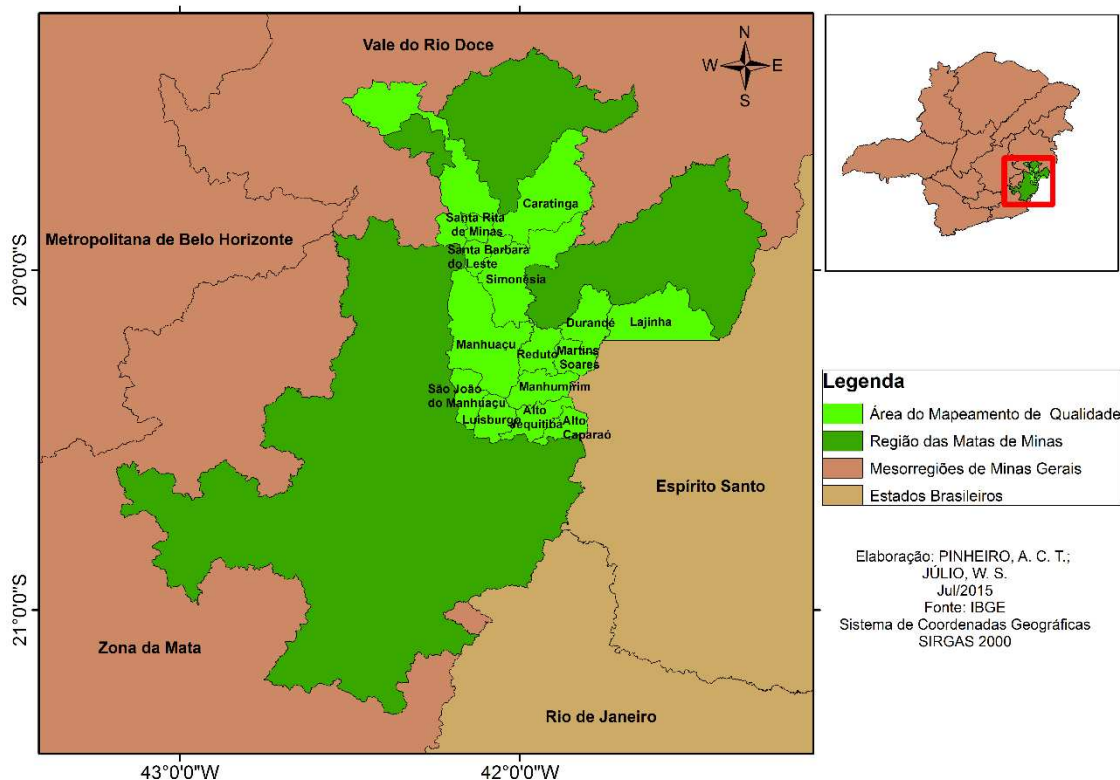 Vale do Rio Doce
N
W E
S
Caratinga
Santa Rita
de Minas
Metropolitana de Belo Horizonte
Santa Barbara
do Leste
Simonésia
20°0'0"S
Durandé
Lajinha
Manhuaçu
Reduto
Martins
Soares
São João
do Manhuaçu
Manhumirim
Luisburgo
Alto
Jequitibá
Alto
Caparaó
Espírito Santo
21°0'0"S
Zona da Mata
Rio de Janeiro
43°0'0"W
42°0'0"W
Legenda
Área do Mapeamento de Qualidade
Região das Matas de Minas
Mesorregiões de Minas Gerais
Estados Brasileiros
Elaboração: PINHEIRO, A. C. T.;
JÚLIO, W. S.
Jul/2015
Fonte: IBGE
Sistema de Coordenadas Geográficas
SIRGAS 2000